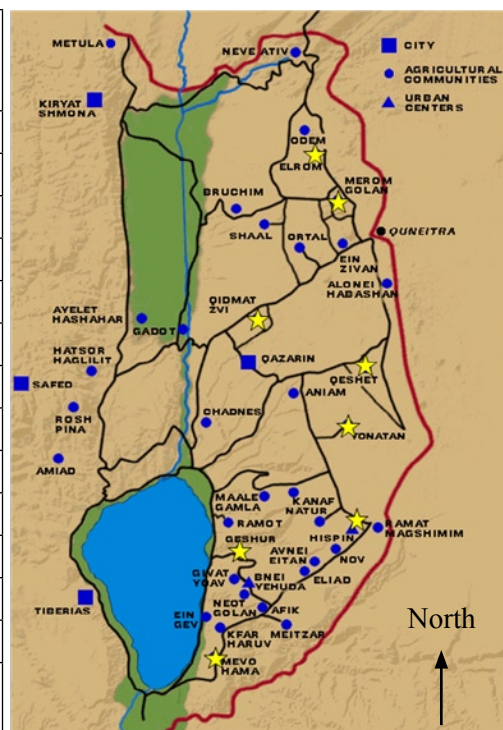 METULA
NEVE ATIV
CITY
AGRICULTURAL
COMMUNITIES
URBAN
CENTERS
KIRYAT
SHMONA
ODEM
ELROM
MEROM
GOLAN
BRUCHIM
SHAAL
ORTAL
QUNEITRA
EIN
ZIVAN
ALONEI
HABASHAN
QIDMAT
ZVI
AYELET
HASHAHAR
GADOT
HATSOR
HAGLILIT
QAZARIN
QESHET
SAFED
ANIAM
ROSH
PINA
CHADNES
YONATAN
AMIAD
MAALE
GAMLA
KANAF
NATUR
RAMOT
HISPIN
RAMAT
MAGSHIMIM
GESHUR
AVNEI
EITAN
NOV
GIVAT
YOAV
BNEI
YEHUDA
ELIAD
TIBERIAS
NEOT
GOLAN
AFIK
EIN
GEV
KFAR
HARUV
MEITZAR
MEVO
HAMA
North